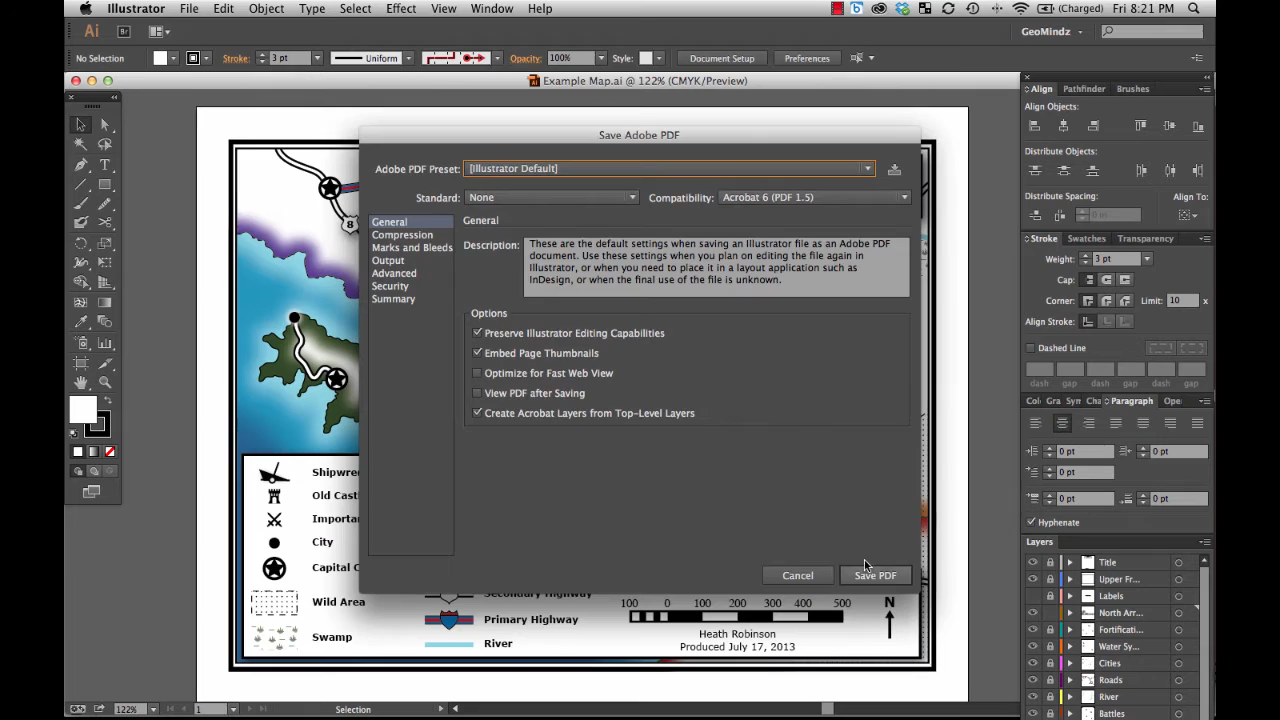 Illustrator File Edit Object Type Select Effect View Window Help (Charged) Fri 8:21 PM
Ai Br GeoMindz
No Selection Stroke: 3 pt Uniform Opacity: 100% Style: Document Setup Preferences
Example Map.ai @ 122% (CMYK/Preview)
Save Adobe PDF
Adobe PDF Preset: [Illustrator Default]
Standard: None Compatibility: Acrobat 6 (PDF 1.5)
General
Compression
Marks and Bleeds
Output
Advanced
Security
Summary
General
Description: These are the default settings when saving an Illustrator file as an Adobe PDF
document. Use these settings when you plan on editing the file again in
Illustrator, or when you need to place it in a layout application such as
InDesign, or when the final use of the file is unknown.
Options
Preserve Illustrator Editing Capabilities
Embed Page Thumbnails
Optimize for Fast Web View
View PDF after Saving
Create Acrobat Layers from Top-Level Layers
Cancel Save PDF
8
Shipwre
Old Cast
Importa
City
Capital C
Wild Area
Swamp
Secondary Highway
Primary Highway
River
100 0 100 200 300 400 500
N
Heath Robinson
Produced July 17, 2013
Align Pathfinder Brushes
Align Objects:
Distribute Objects:
Distribute Spacing: Align To:
0 pt
Stroke Swatches Transparency
Weight: 3 pt
Cap:
Corner: Limit: 10 x
Align Stroke:
Dashed Line
dash gap dash gap dash gap
Col Gra Syn Cha Paragraph Ope
0 pt 0 pt
0 pt
0 pt 0 pt
Hyphenate
Layers
Title
Upper Fr...
Labels
North Arr...
Fortificati...
Water Sy...
Cities
Roads
River
Battles
122% 1 Selection